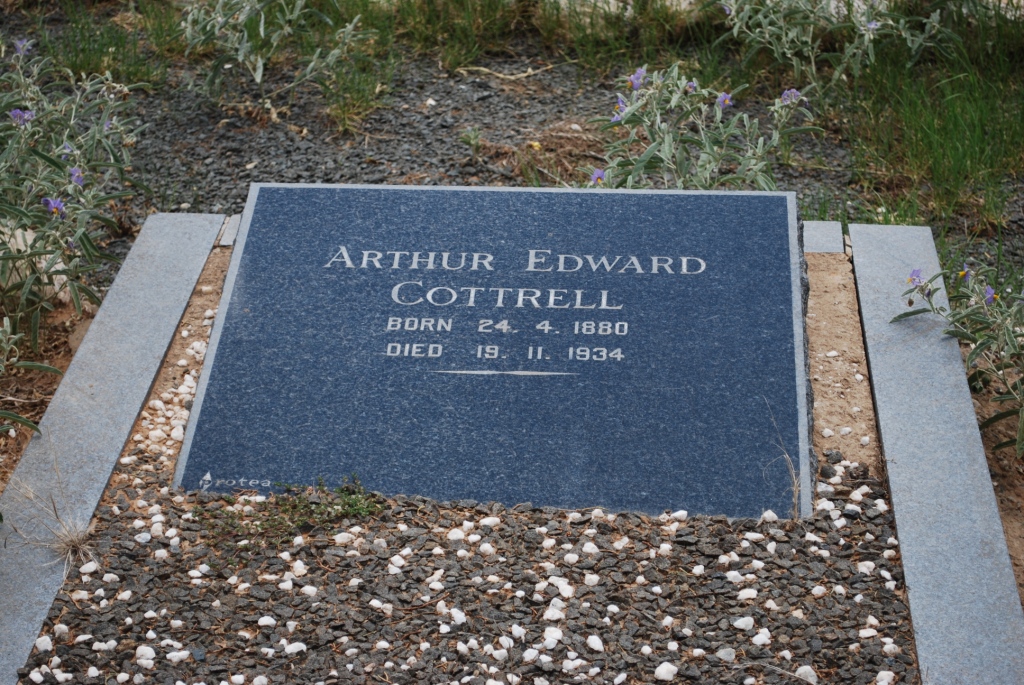 ARTHUR EDWARD
COTTRELL
BORN 24. 4. 1880
DIED 19. 11. 1934
protea